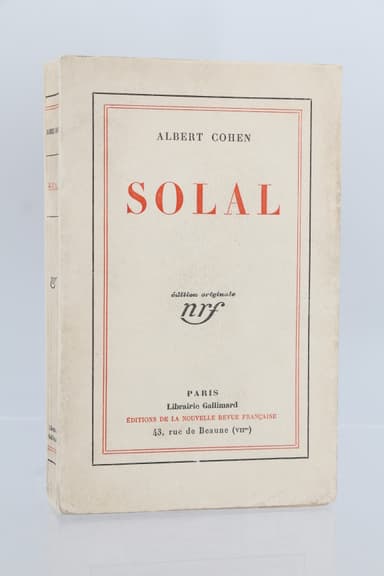 ALBERT COHEN
SOLAL
édition originale
nrf
PARIS
Librairie Gallimard
ÉDITIONS DE LA NOUVELLE REVUE FRANÇAISE
43, rue de Beaune (VIIᵐᵉ)